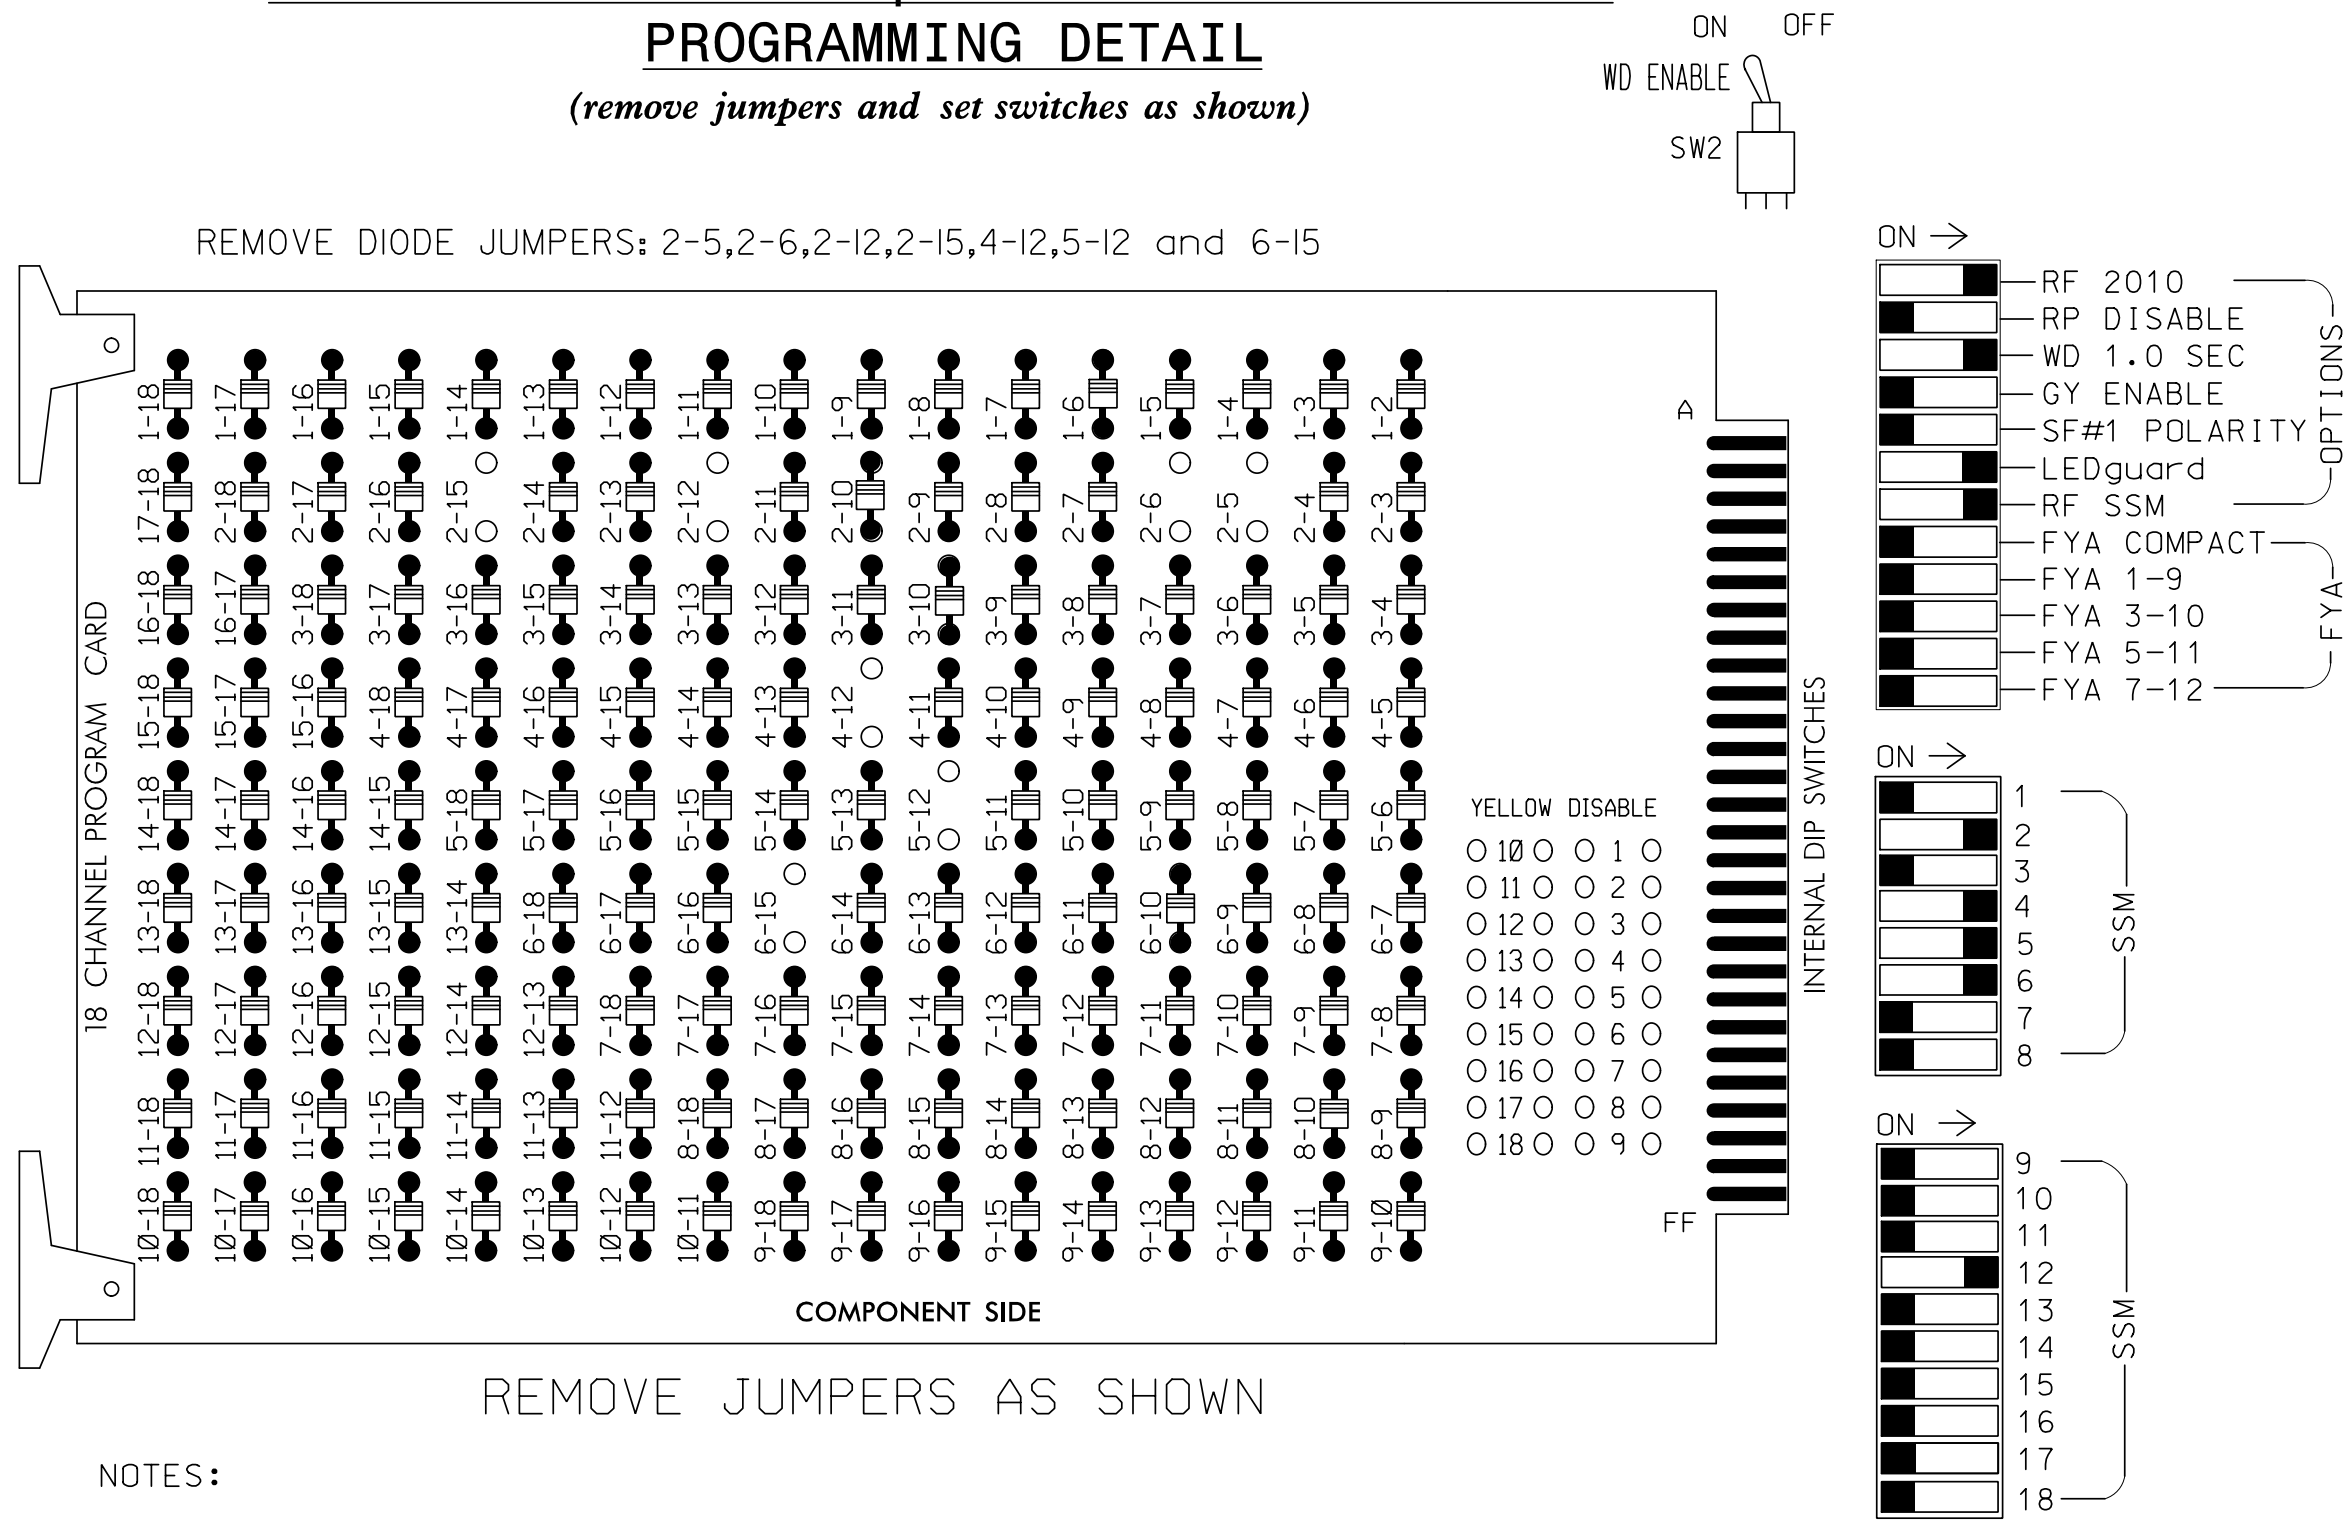 PROGRAMMING DETAIL
(remove jumpers and set switches as shown)
ON OFF
WD ENABLE
SW2
REMOVE DIODE JUMPERS: 2-5,2-6,2-12,2-15,4-12,5-12 and 6-15
18 CHANNEL PROGRAM CARD
1-18 1-17 1-16 1-15 1-14 1-13 1-12 1-11 1-10 1-9 1-8 1-7 1-6 1-5 1-4 1-3 1-2
17-18 2-18 2-17 2-16 2-15 2-14 2-13 2-12 2-11 2-10 2-9 2-8 2-7 2-6 2-5 2-4 2-3
16-18 16-17 3-18 3-17 3-16 3-15 3-14 3-13 3-12 3-11 3-10 3-9 3-8 3-7 3-6 3-5 3-4
15-18 15-17 15-16 4-18 4-17 4-16 4-15 4-14 4-13 4-12 4-11 4-10 4-9 4-8 4-7 4-6 4-5
14-18 14-17 14-16 14-15 5-18 5-17 5-16 5-15 5-14 5-13 5-12 5-11 5-10 5-9 5-8 5-7 5-6
13-18 13-17 13-16 13-15 13-14 6-18 6-17 6-16 6-15 6-14 6-13 6-12 6-11 6-10 6-9 6-8 6-7
12-18 12-17 12-16 12-15 12-14 12-13 7-18 7-17 7-16 7-15 7-14 7-13 7-12 7-11 7-10 7-9 7-8
11-18 11-17 11-16 11-15 11-14 11-13 11-12 8-18 8-17 8-16 8-15 8-14 8-13 8-12 8-11 8-10 8-9
10-18 10-17 10-16 10-15 10-14 10-13 10-12 10-11 9-18 9-17 9-16 9-15 9-14 9-13 9-12 9-11 9-10
A
FF
YELLOW DISABLE
10 1
11 2
12 3
13 4
14 5
15 6
16 7
17 8
18 9
COMPONENT SIDE
INTERNAL DIP SWITCHES
ON →
RF 2010
RP DISABLE
WD 1.0 SEC
GY ENABLE
SF#1 POLARITY
LEDguard
RF SSM
OPTIONS
FYA COMPACT
FYA 1-9
FYA 3-10
FYA 5-11
FYA 7-12
FYA
ON →
1
2
3
4
5
6
7
8
SSM
ON →
9
10
11
12
13
14
15
16
17
18
SSM
REMOVE JUMPERS AS SHOWN
NOTES: